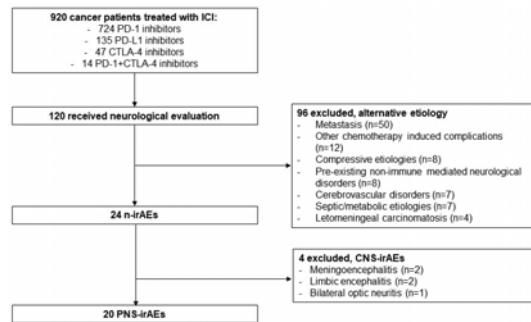 920 cancer patients treated with ICI:
- 724 PD-1 inhibitors
- 135 PD-L1 inhibitors
- 47 CTLA-4 inhibitors
- 14 PD-1+CTLA-4 inhibitors
120 received neurological evaluation
96 excluded, alternative etiology
- Metastasis (n=50)
- Other chemotherapy induced complications
(n=12)
- Compressive etiologies (n=8)
- Pre-existing non-immune mediated neurological
disorders (n=8)
- Cerebrovascular disorders (n=7)
- Septic/metabolic etiologies (n=7)
- Letomeningeal carcinomatosis (n=4)
24 n-irAEs
4 excluded, CNS-irAEs
- Meningoencephalitis (n=2)
- Limbic encephalitis (n=2)
- Bilateral optic neuritis (n=1)
20 PNS-irAEs